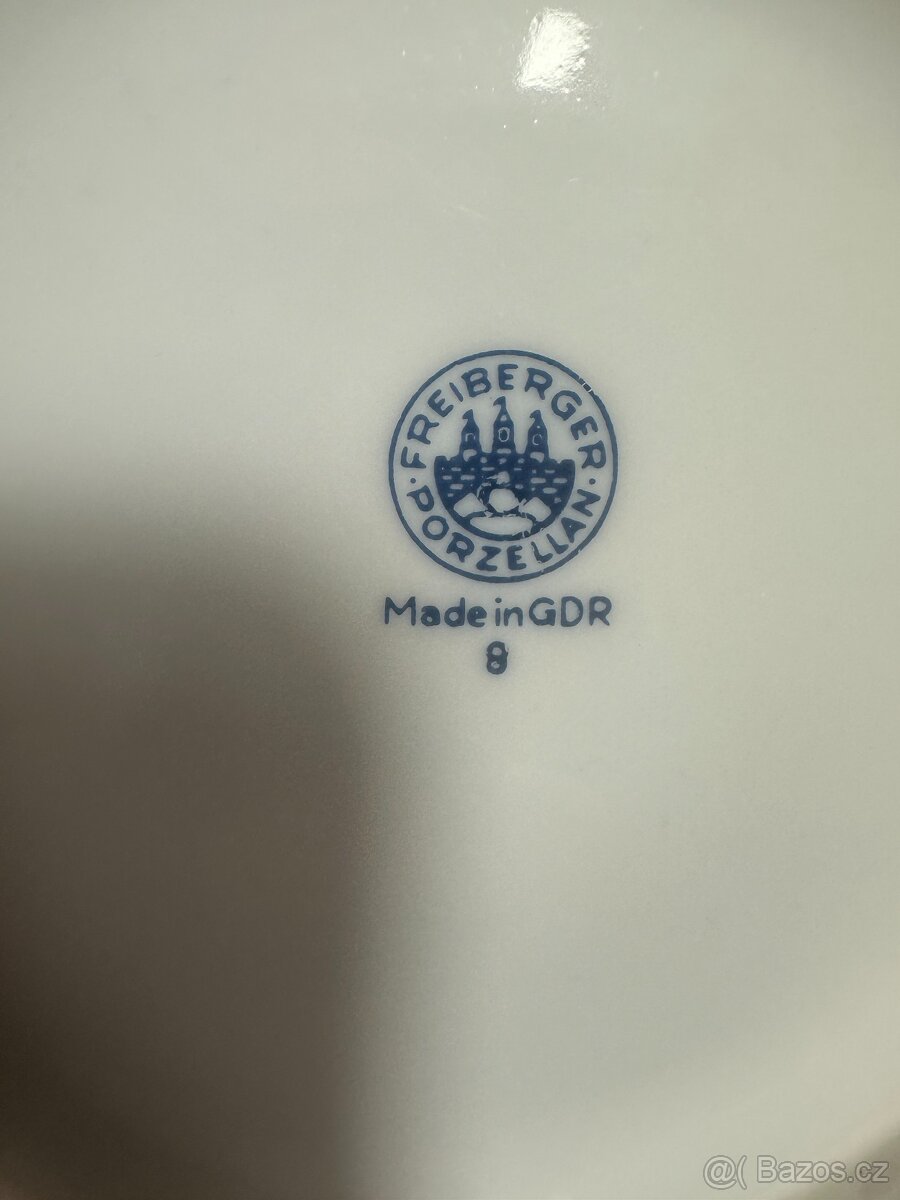 FREIBERGER
PORZELLAN
Made in GDR
8
@( Bazos.cz